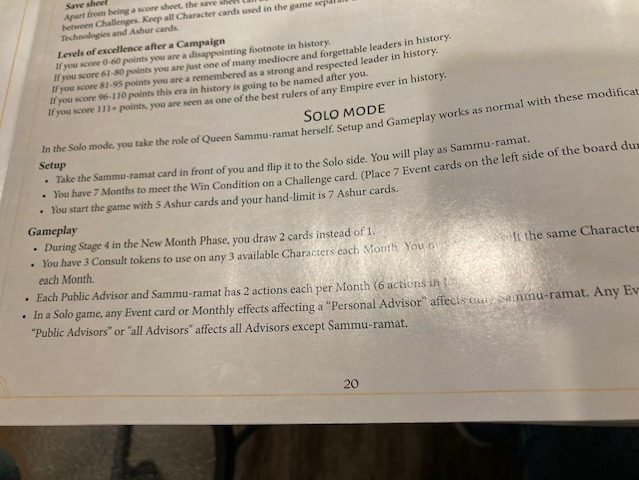 Save sheet
Apart from being a score sheet, the save sheet can
between Challenges. Keep all Character cards used in the game separate
Technologies and Ashur cards.
Levels of excellence after a Campaign
If you score 0-60 points you are a disappointing footnote in history.
If you score 61-80 points you are just one of many mediocre and forgettable leaders in history.
If you score 81-95 points you are a remembered as a strong and respected leader in history.
If you score 96-110 points this era in history is going to be named after you.
If you score 111+ points, you are seen as one of the best rulers of any Empire ever in history.
SOLO MODE
In the Solo mode, you take the role of Queen Sammu-ramat herself. Setup and Gameplay works as normal with these modificat
Setup
• Take the Sammu-ramat card in front of you and flip it to the Solo side. You will play as Sammu-ramat.
• You have 7 Months to meet the Win Condition on a Challenge card. (Place 7 Event cards on the left side of the board du
• You start the game with 5 Ashur cards and your hand-limit is 7 Ashur cards.
Gameplay
• During Stage 4 in the New Month Phase, you draw 2 cards instead of 1.
• You have 3 Consult tokens to use on any 3 available Characters each Month. You the same Character
each Month.
• Each Public Advisor and Sammu-ramat has 2 actions each per Month (6 actions in
• In a Solo game, any Event card or Monthly effects affecting a "Personal Advisor" affects only Sammu-ramat. Any Ev
"Public Advisors" or "all Advisors" affects all Advisors except Sammu-ramat.
20